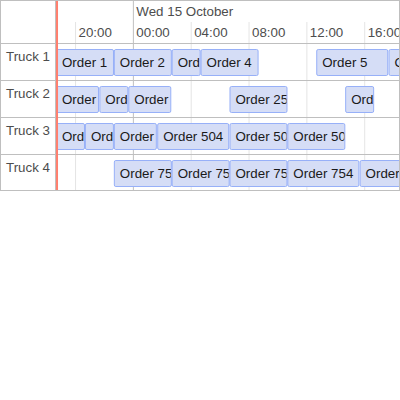 Wed 15 October
20:00 00:00 04:00 08:00 12:00 16:00
Truck 1 Order 1 Order 2 Ord Order 4 Order 5
Truck 2 Order Ord Order Order 25 Ord
Truck 3 Ord Ord Order Order 504 Order 50 Order 50
Truck 4 Order 75 Order 75 Order 75 Order 754 Order